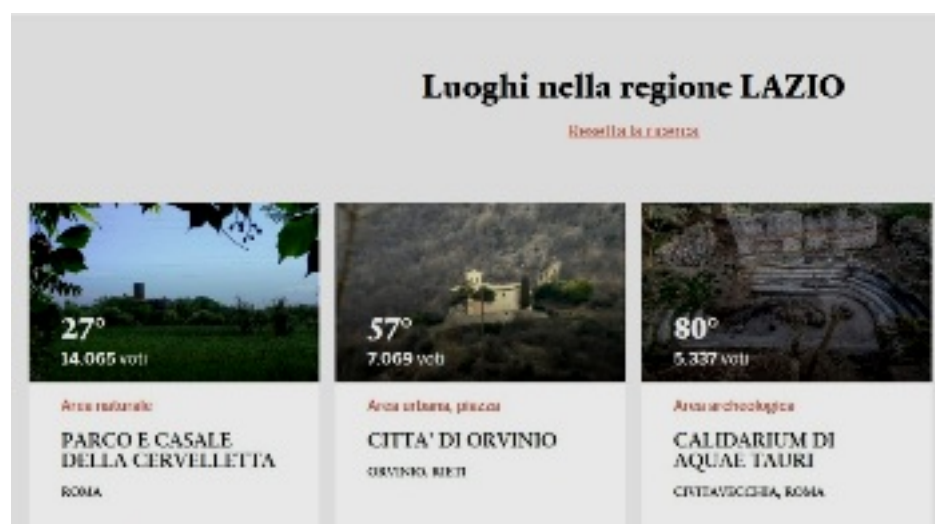 Luoghi nella regione LAZIO
Resetta la ricerca
27°
14.065 voti
Area naturale
PARCO E CASALE
DELLA CERVELLETTA
ROMA
57°
7.069 voti
Area urbana, piazza
CITTA' DI ORVINIO
ORVINIO, RIETI
80°
5.337 voti
Area archeologica
CALIDARIUM DI
AQUAE TAURI
CIVITAVECCHIA, ROMA